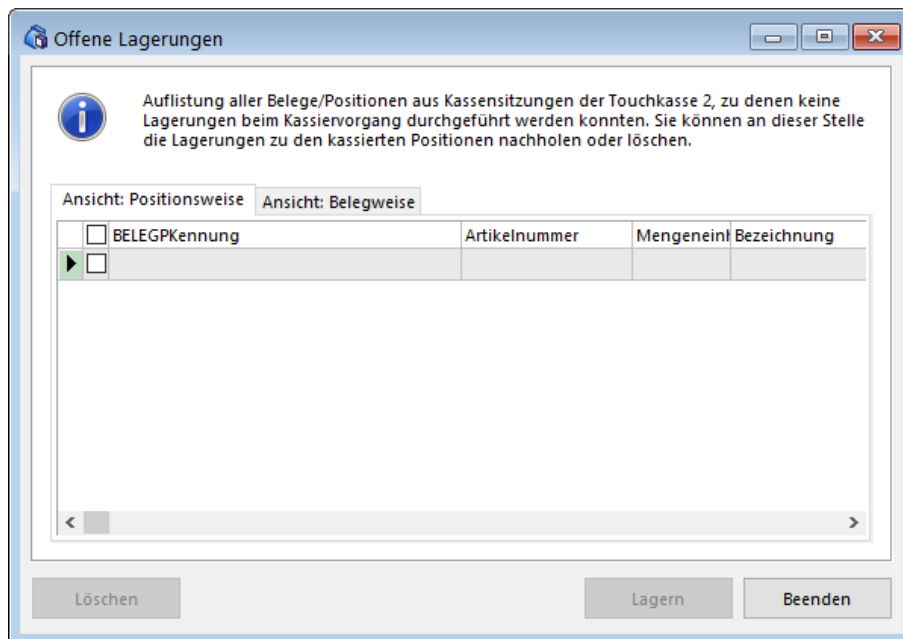 Offene Lagerungen
Auflistung aller Belege/Positionen aus Kassensitzungen der Touchkasse 2, zu denen keine
Lagerungen beim Kassiervorgang durchgeführt werden konnten. Sie können an dieser Stelle
die Lagerungen zu den kassierten Positionen nachholen oder löschen.
Ansicht: Positionsweise Ansicht: Belegweise
BELEGPKennung Artikelnummer Mengeneinh Bezeichnung
Löschen Lagern Beenden